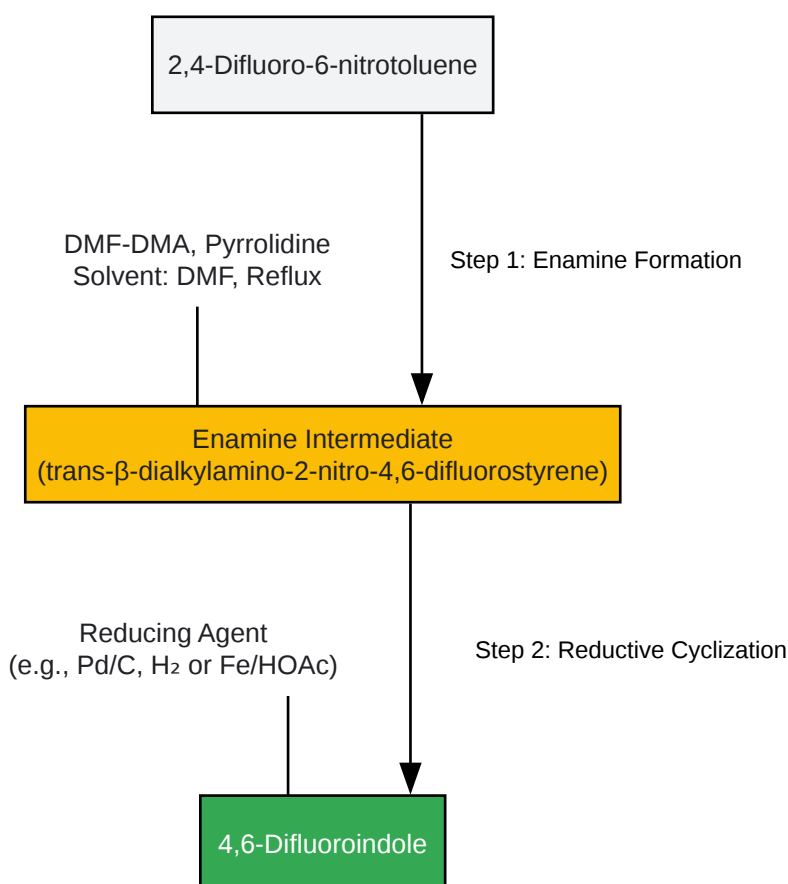 2,4-Difluoro-6-nitrotoluene
DMF-DMA, Pyrrolidine
Solvent: DMF, Reflux
Step 1: Enamine Formation
Enamine Intermediate
(trans-β-dialkylamino-2-nitro-4,6-difluorostyrene)
Reducing Agent
(e.g., Pd/C, H₂ or Fe/HOAc)
Step 2: Reductive Cyclization
4,6-Difluoroindole